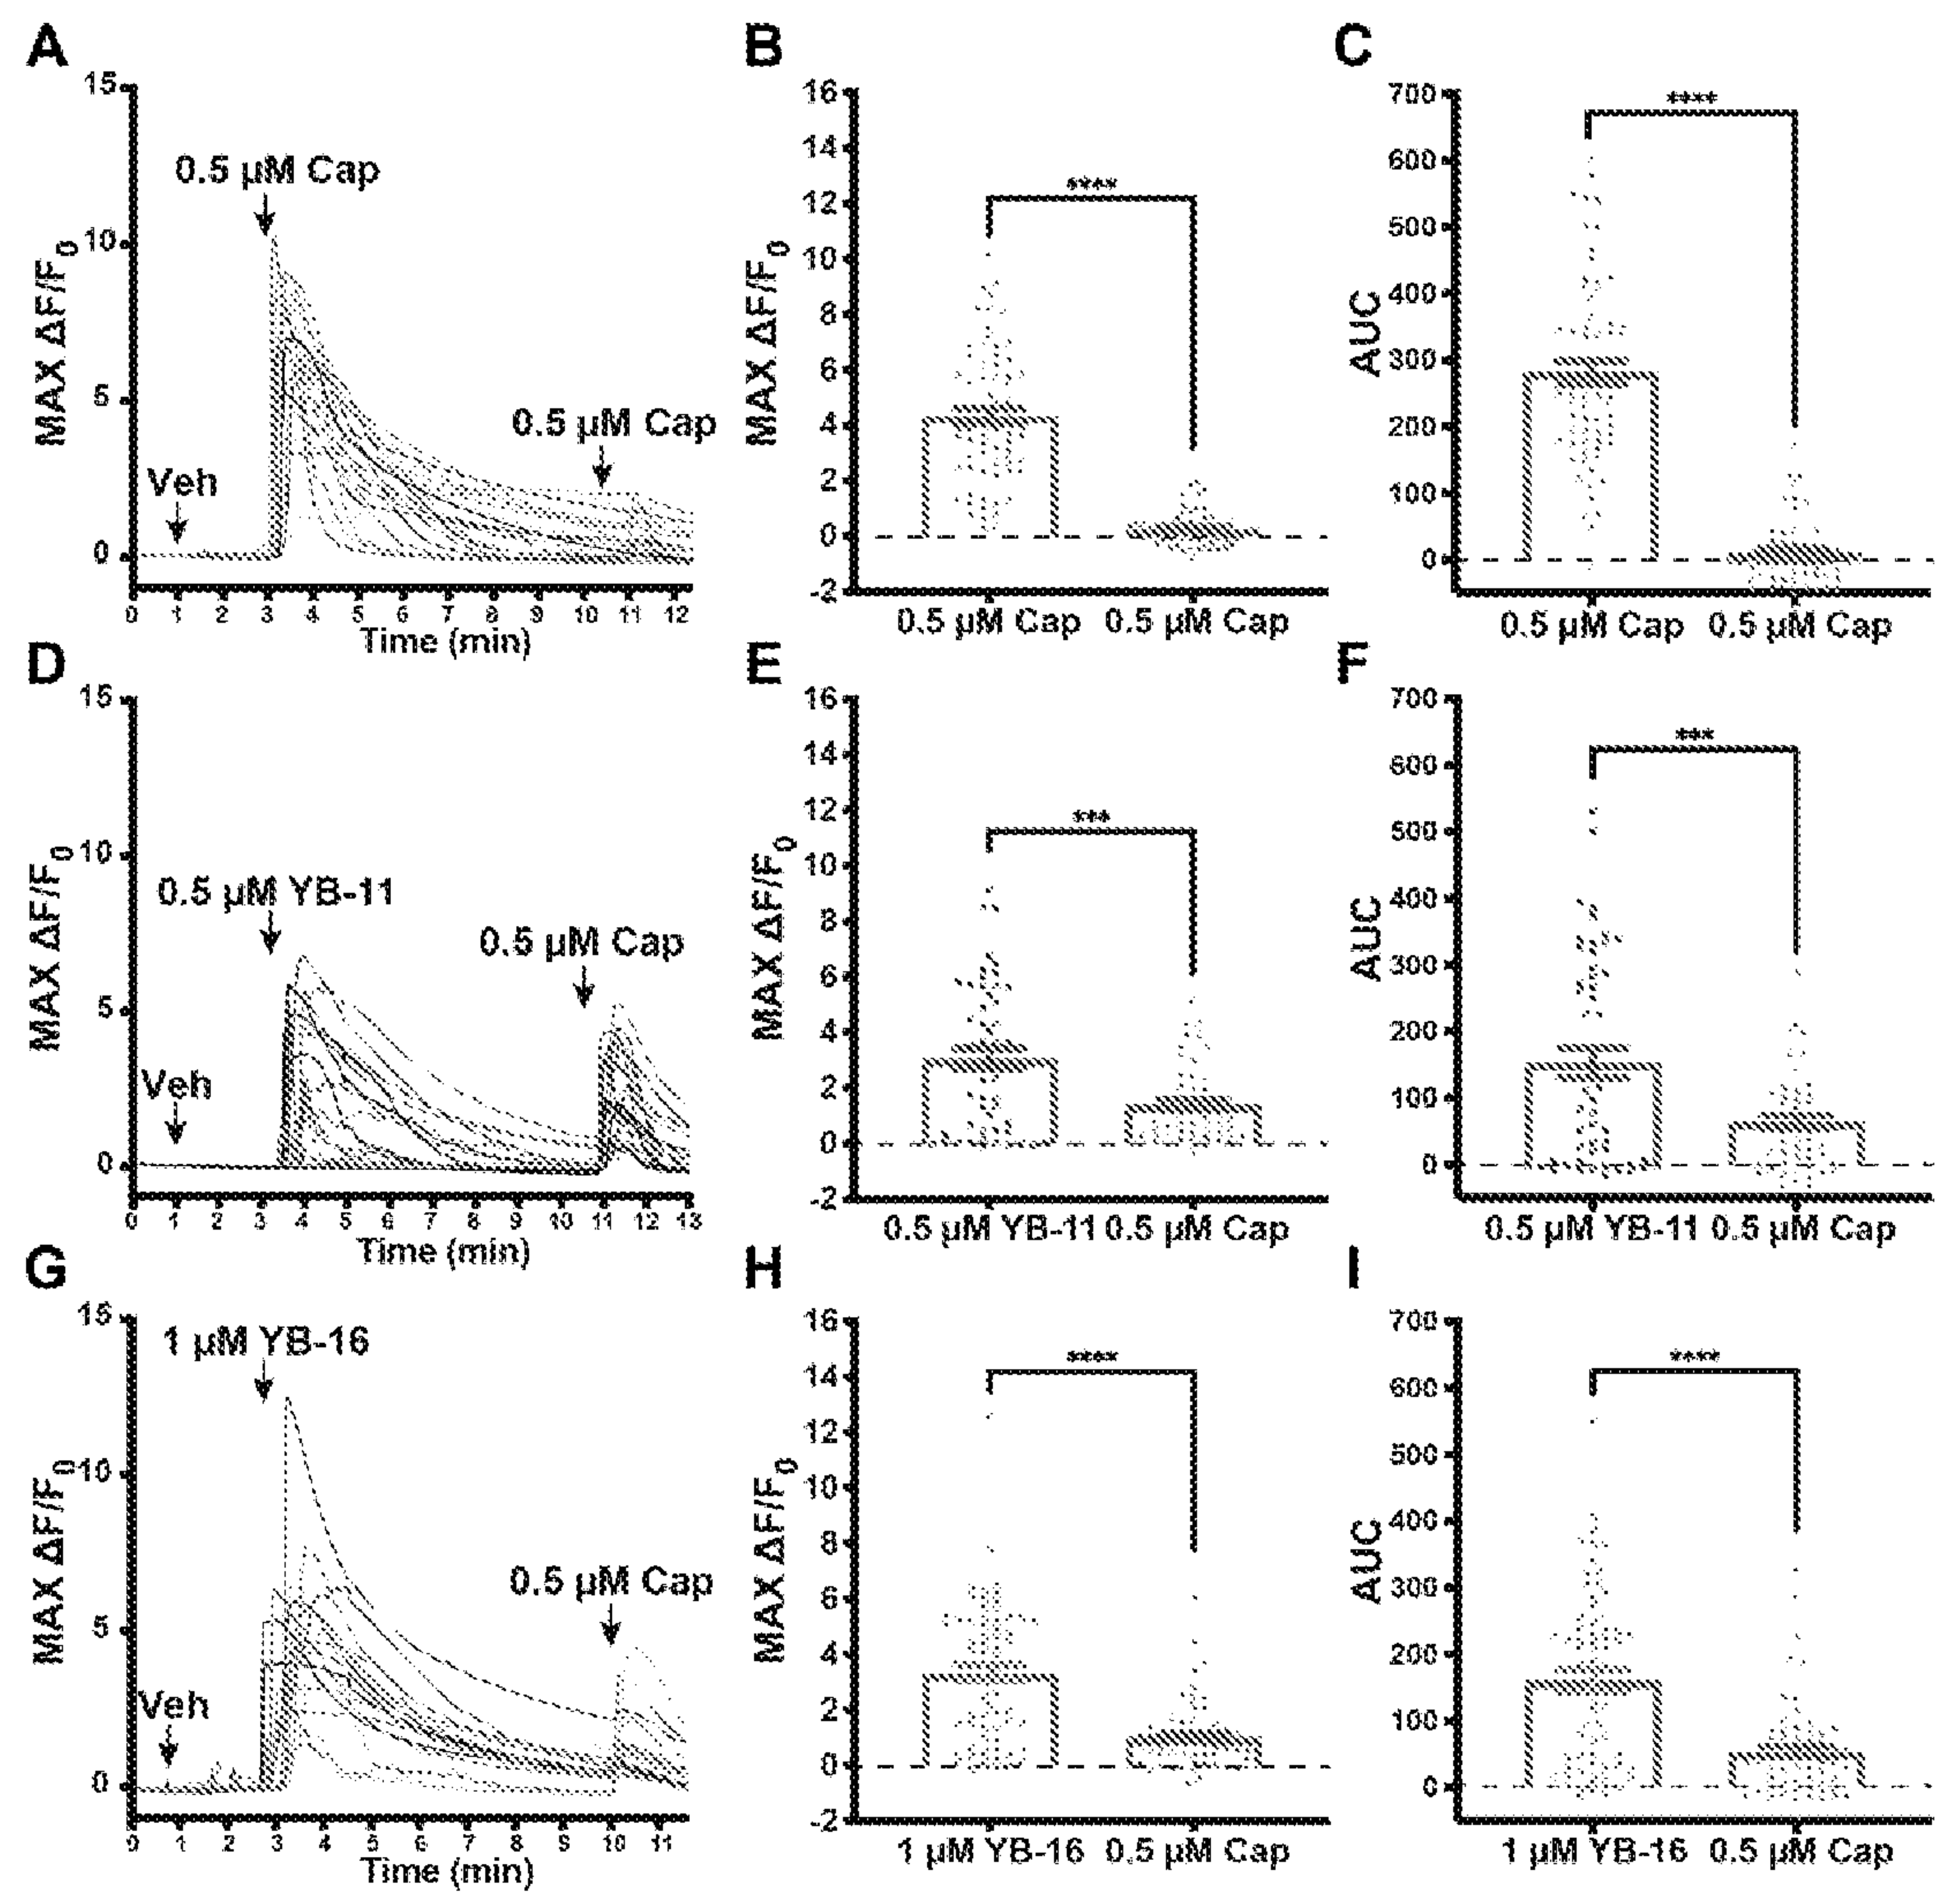 A
B
C
15
10
5
0
MAX ΔF/F0
0.5 µM Cap
Veh
0.5 µM Cap
0 1 2 3 4 5 6 7 8 9 10 11 12
Time (min)
16
14
12
10
8
6
4
2
0
-2
MAX ΔF/F0
****
0.5 µM Cap 0.5 µM Cap
700
600
500
400
300
200
100
0
AUC
****
0.5 µM Cap 0.5 µM Cap
D
E
F
15
10
5
0
MAX ΔF/F0
0.5 µM YB-11
0.5 µM Cap
Veh
0 1 2 3 4 5 6 7 8 9 10 11 12 13
Time (min)
16
14
12
10
8
6
4
2
0
-2
MAX ΔF/F0
***
0.5 µM YB-11 0.5 µM Cap
700
600
500
400
300
200
100
0
AUC
***
0.5 µM YB-11 0.5 µM Cap
G
H
I
15
10
5
0
MAX ΔF/F0
1 µM YB-16
0.5 µM Cap
Veh
0 1 2 3 4 5 6 7 8 9 10 11
Time (min)
16
14
12
10
8
6
4
2
0
-2
MAX ΔF/F0
****
1 µM YB-16 0.5 µM Cap
700
600
500
400
300
200
100
0
AUC
****
1 µM YB-16 0.5 µM Cap